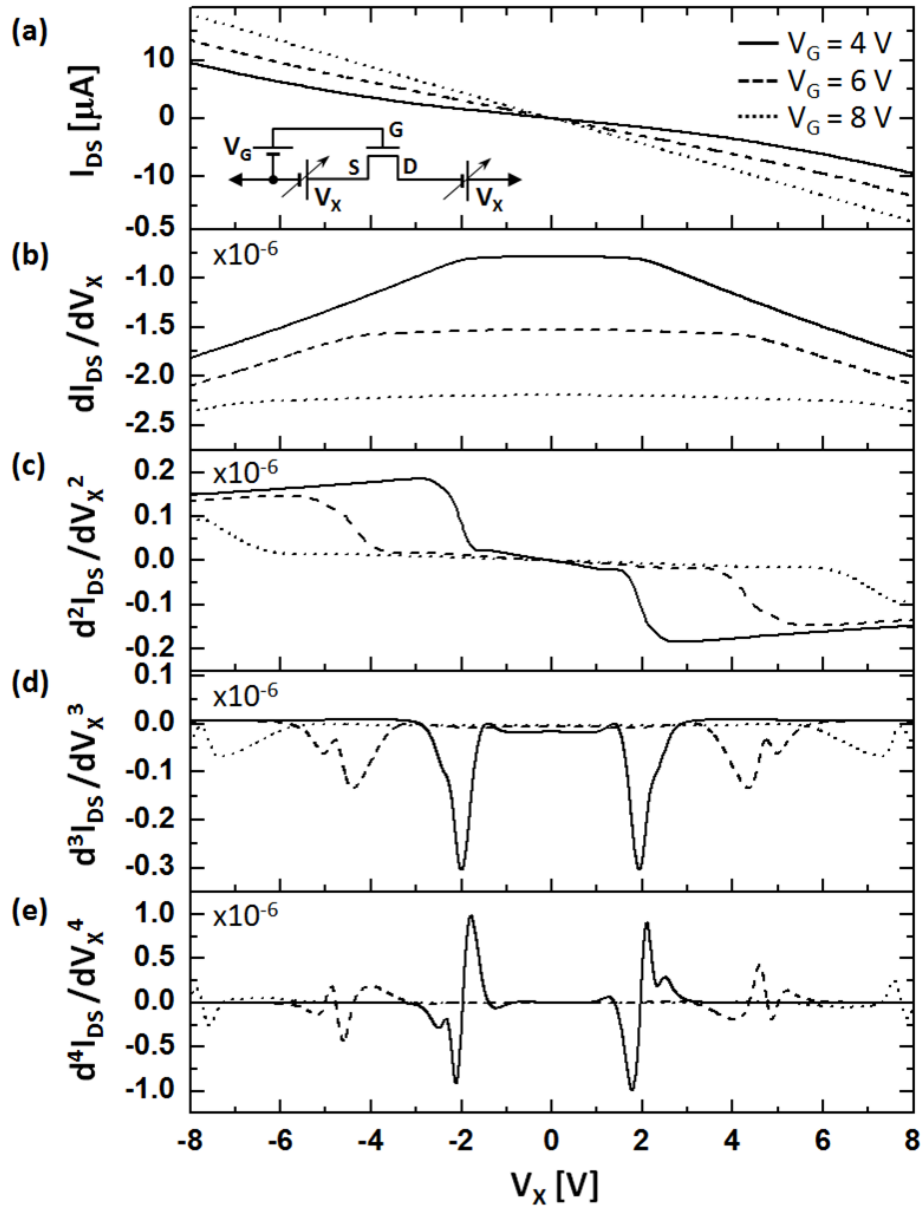 (a)
I_DS [μA]
10
0
-10
-0.5
V_G = 4 V
V_G = 6 V
V_G = 8 V
V_G
G
S
D
V_X
V_X
(b)
dI_DS /dV_X
x10^-6
-1.0
-1.5
-2.0
-2.5
(c)
d^2I_DS /dV_X^2
x10^-6
0.2
0.1
0.0
-0.1
-0.2
(d)
d^3I_DS /dV_X^3
x10^-6
0.1
0.0
-0.1
-0.2
-0.3
(e)
d^4I_DS /dV_X^4
x10^-6
1.0
0.5
0.0
-0.5
-1.0
-8 -6 -4 -2 0 2 4 6 8
V_X [V]